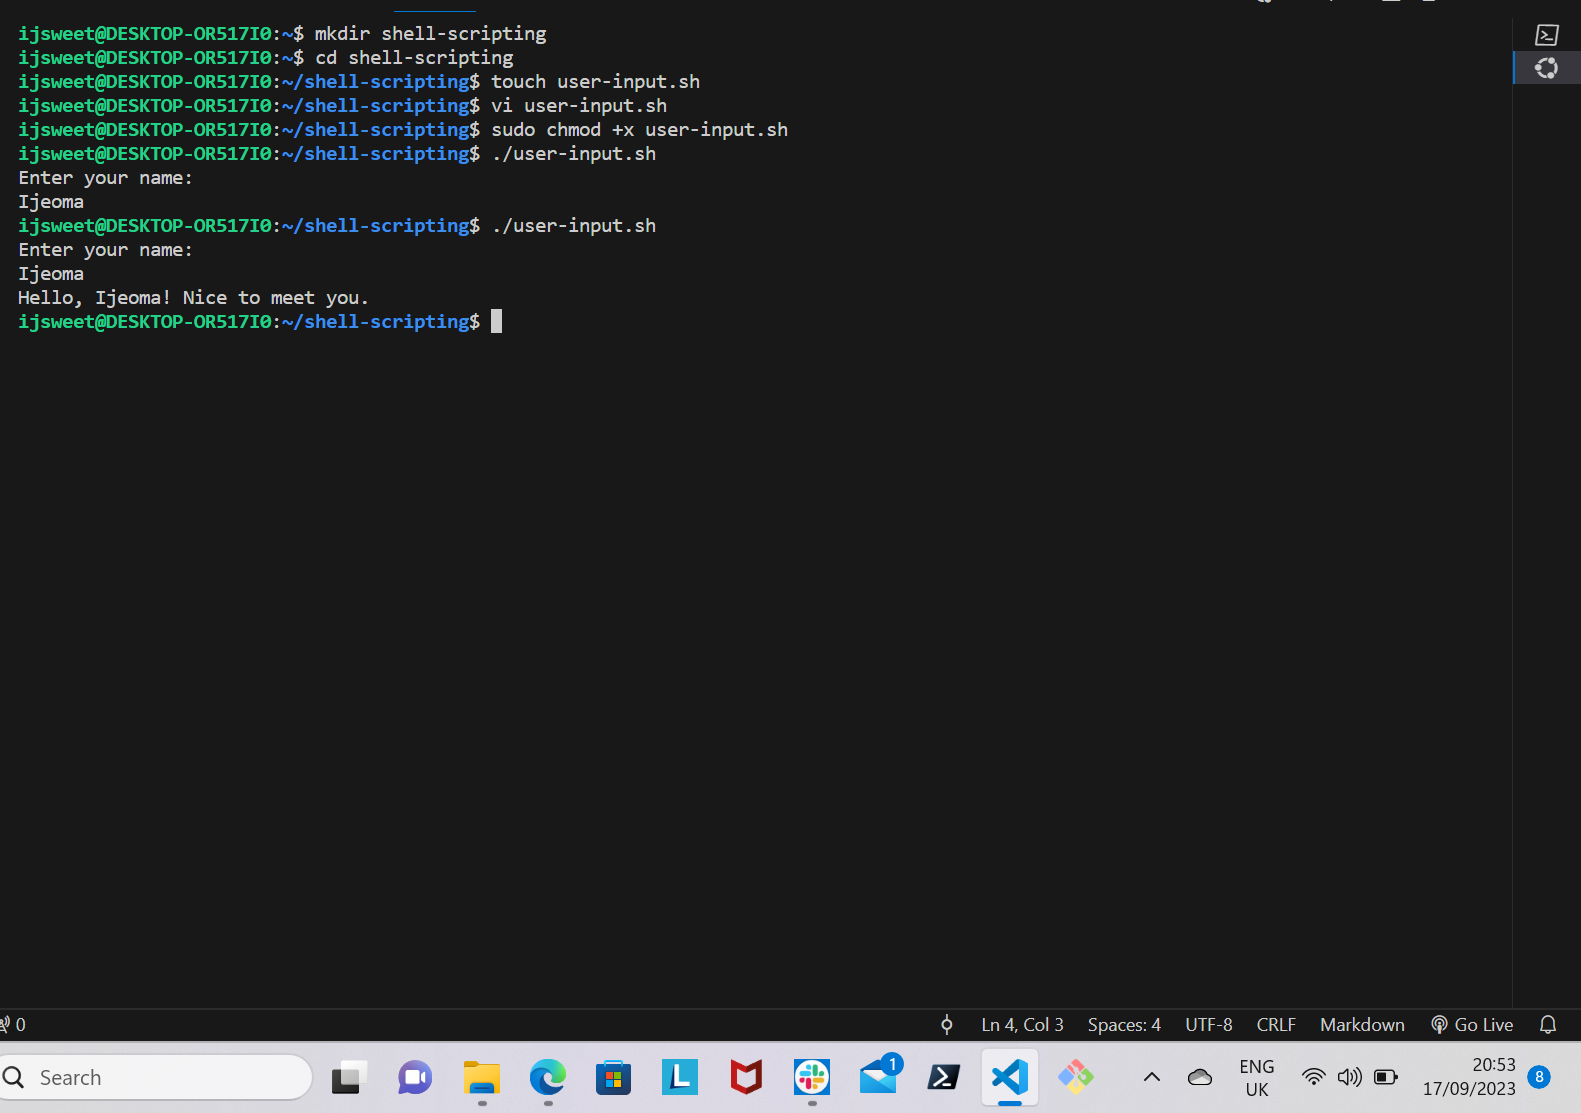 ijsweet@DESKTOP-OR517I0:~$ mkdir shell-scripting
ijsweet@DESKTOP-OR517I0:~$ cd shell-scripting
ijsweet@DESKTOP-OR517I0:~/shell-scripting$ touch user-input.sh
ijsweet@DESKTOP-OR517I0:~/shell-scripting$ vi user-input.sh
ijsweet@DESKTOP-OR517I0:~/shell-scripting$ sudo chmod +x user-input.sh
ijsweet@DESKTOP-OR517I0:~/shell-scripting$ ./user-input.sh
Enter your name:
Ijeoma
ijsweet@DESKTOP-OR517I0:~/shell-scripting$ ./user-input.sh
Enter your name:
Ijeoma
Hello, Ijeoma! Nice to meet you.
ijsweet@DESKTOP-OR517I0:~/shell-scripting$
0 Ln 4, Col 3 Spaces: 4 UTF-8 CRLF Markdown Go Live
Search L 1 ENG 20:53 8
UK 17/09/2023